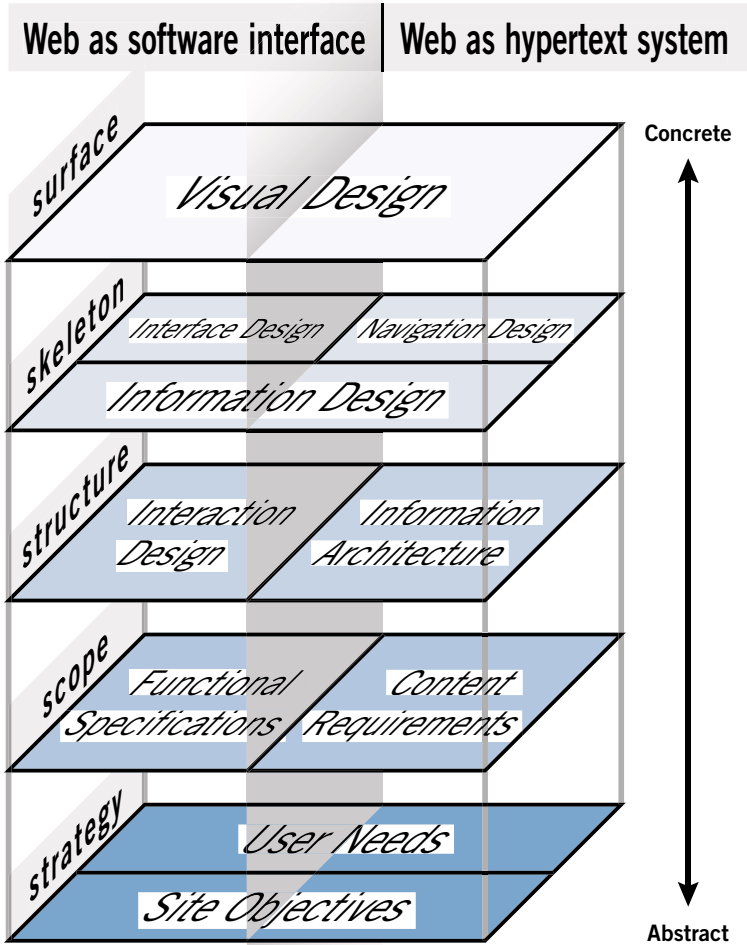 Web as software interface
Web as hypertext system
Concrete
surface
Visual Design
skeleton
Interface Design
Navigation Design
Information Design
structure
Interaction
Design
Information
Architecture
scope
Functional
Specifications
Content
Requirements
strategy
User Needs
Site Objectives
Abstract